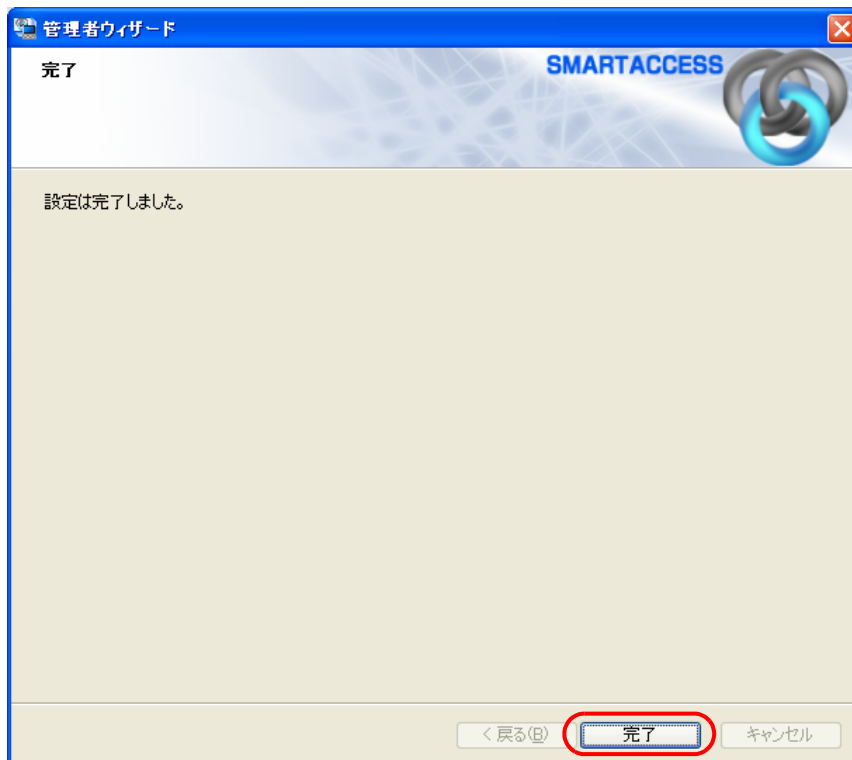 管理者ウィザード
完了
SMARTACCESS
設定は完了しました。
< 戻る(B)
完了
キャンセル